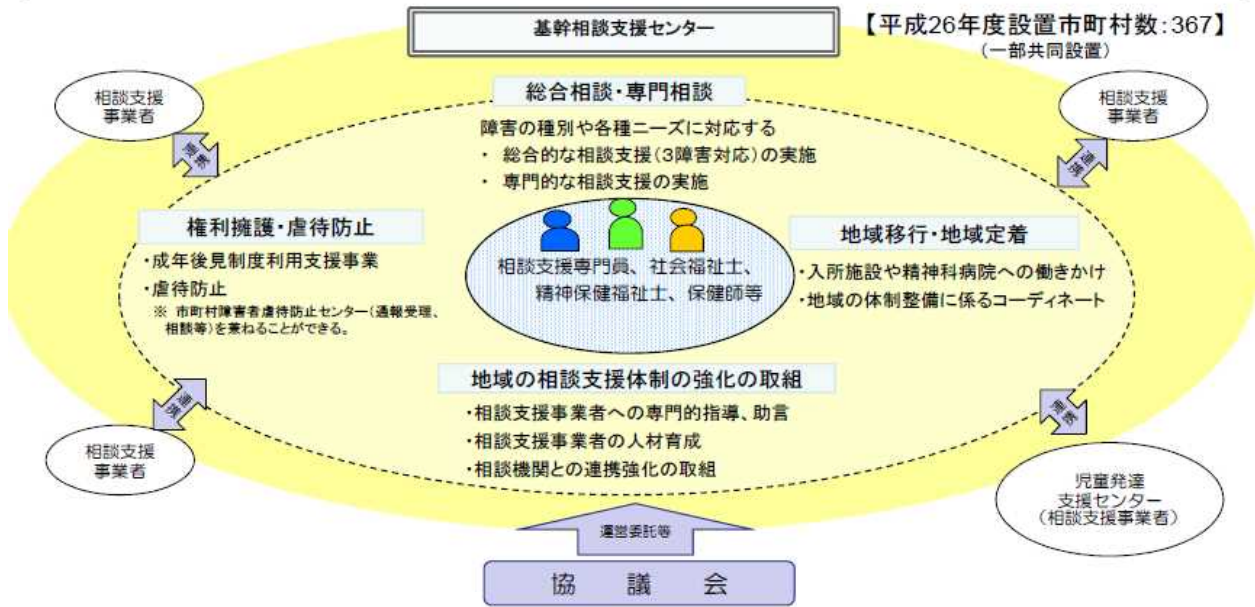 基幹相談支援センター
【平成26年度設置市町村数:367】
(一部共同設置)
相談支援
事業者
相談支援
事業者
総合相談・専門相談
障害の種別や各種ニーズに対応する
・ 総合的な相談支援(3障害対応)の実施
・ 専門的な相談支援の実施
連携
連携
権利擁護・虐待防止
・成年後見制度利用支援事業
・虐待防止
※ 市町村障害者虐待防止センター(通報受理、
相談等)を兼ねることができる。
相談支援専門員、社会福祉士、
精神保健福祉士、保健師等
地域移行・地域定着
・入所施設や精神科病院への働きかけ
・地域の体制整備に係るコーディネート
地域の相談支援体制の強化の取組
・相談支援事業者への専門的指導、助言
・相談支援事業者の人材育成
・相談機関との連携強化の取組
連携
連携
相談支援
事業者
児童発達
支援センター
(相談支援事業者)
運営委託等
協 議 会